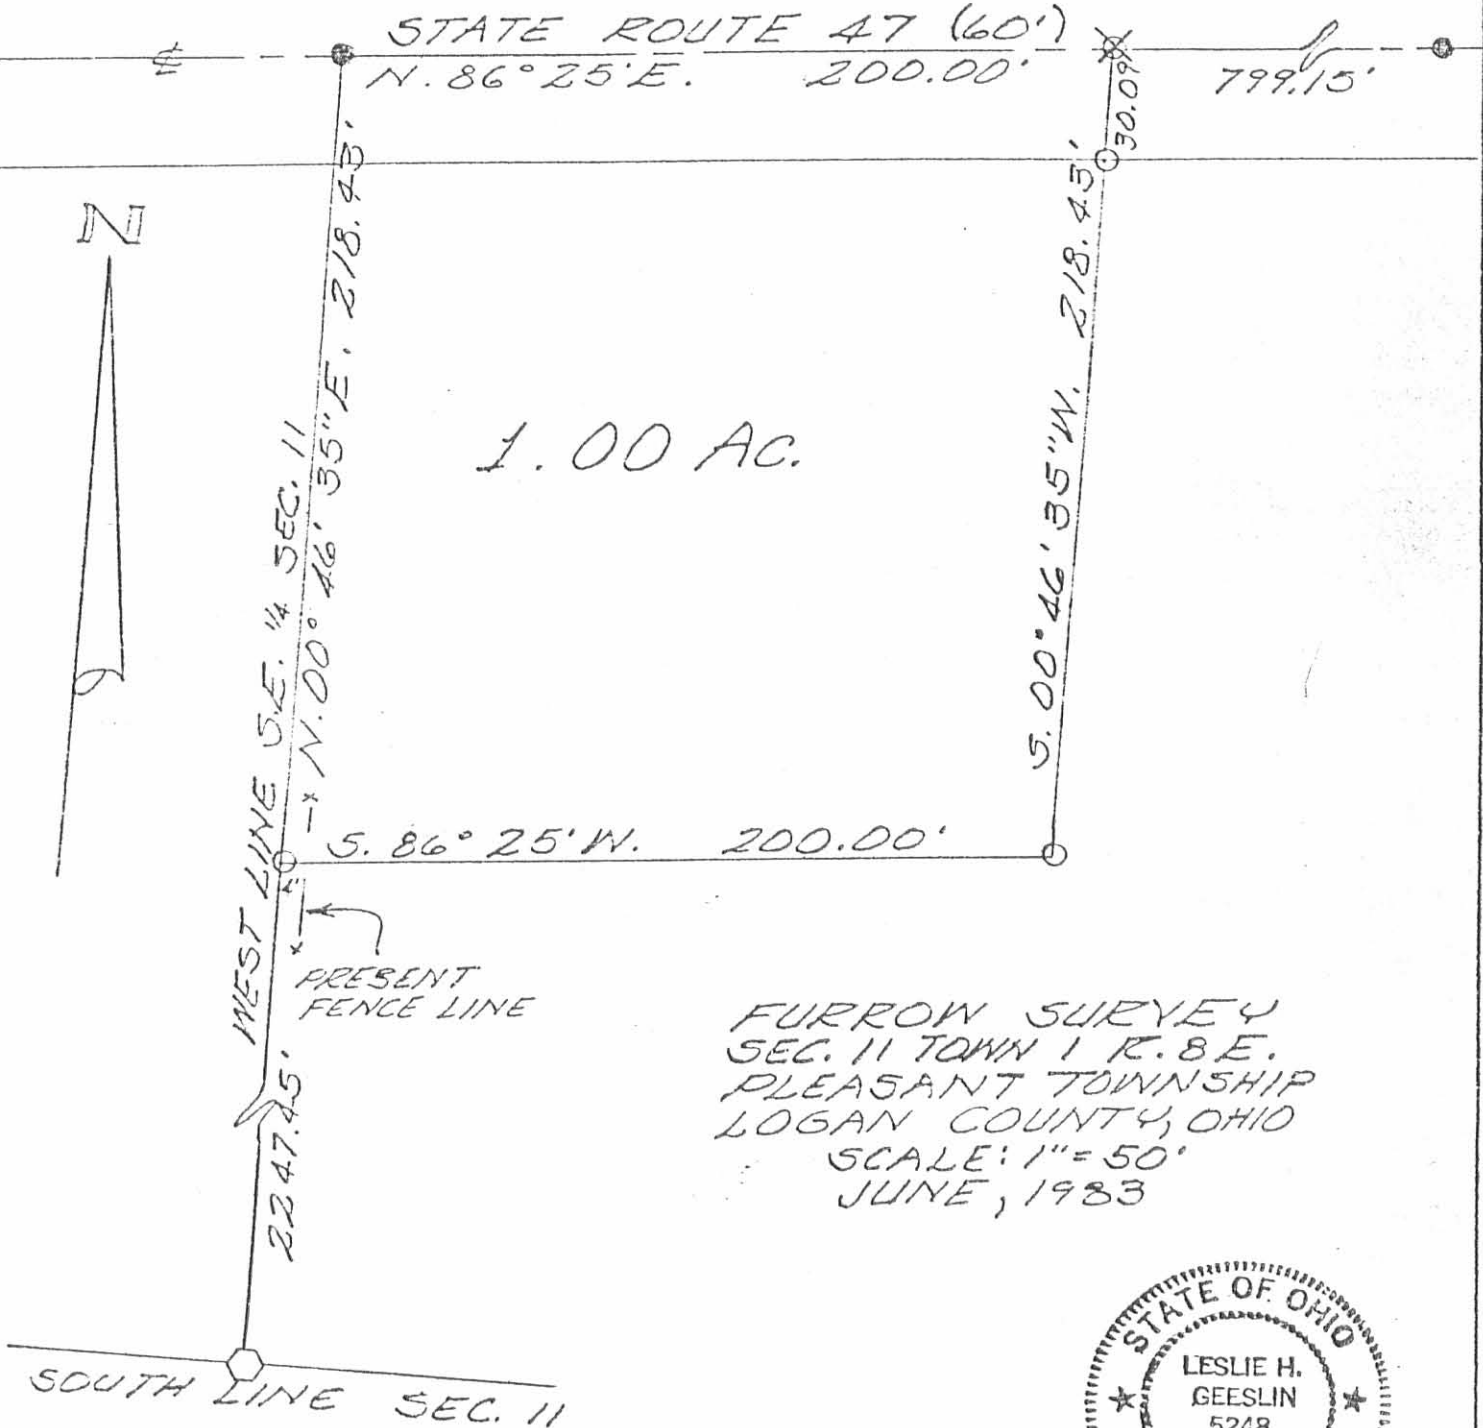 STATE ROUTE 47 (60')
℄
N. 86° 25' E. 200.00'
799.15'
30.09'
N
WEST LINE S.E. 1/4 SEC. 11
N. 00° 46' 35" E. 218.43'
1.00 AC.
S. 00° 46' 35" W. 218.43'
S. 86° 25' W. 200.00'
PRESENT
FENCE LINE
2247.45'
FURROW SURVEY
SEC. 11 TOWN 1 R. 8 E.
PLEASANT TOWNSHIP
LOGAN COUNTY, OHIO
SCALE: 1" = 50'
JUNE, 1983
SOUTH LINE SEC. 11
STATE OF OHIO
LESLIE H.
GEESLIN
5248